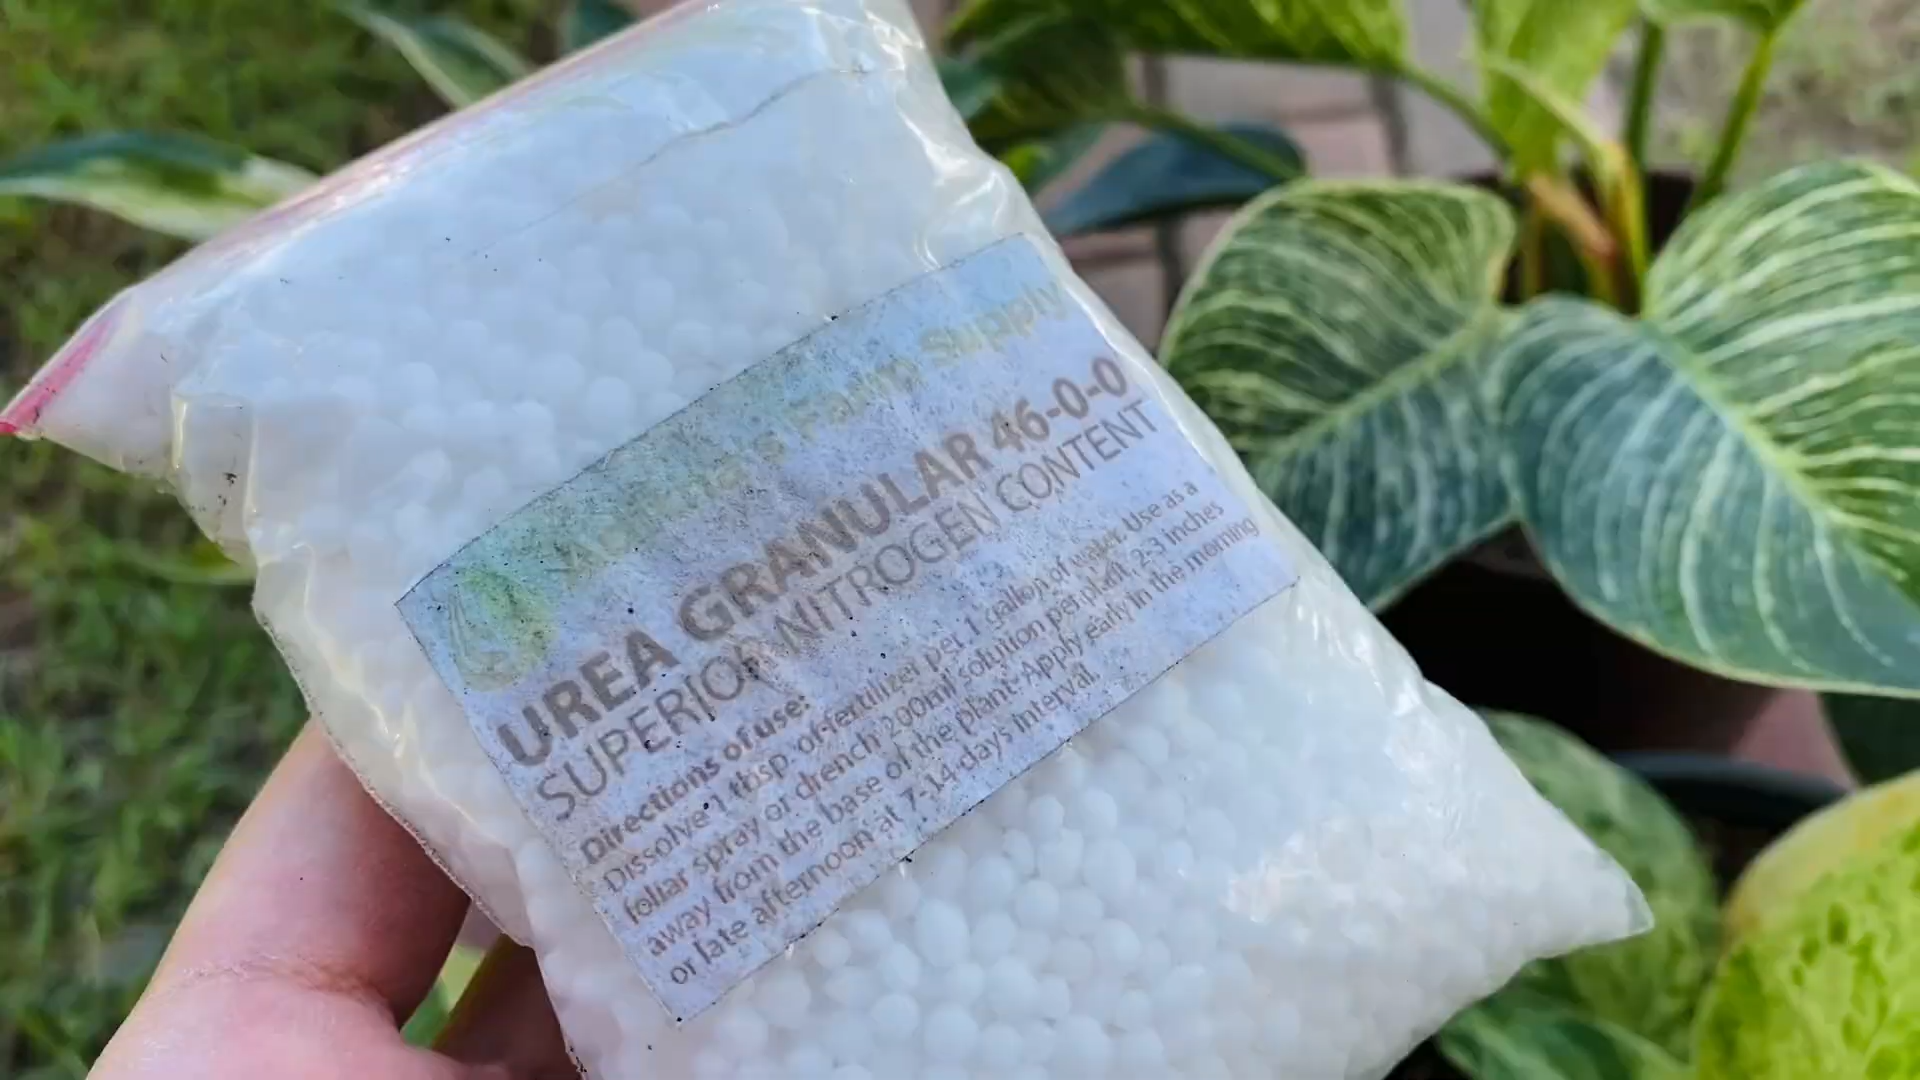 Farm Supply
UREA GRANULAR 46-0-0
SUPERIOR NITROGEN CONTENT
Directions of use:
Dissolve 1 tbsp. of fertilizer per 1 gallon of water. Use as a
foliar spray or drench 200ml solution per plant, 2-3 inches
away from the base of the plant. Apply early in the morning
or late afternoon at 7-14 days interval.